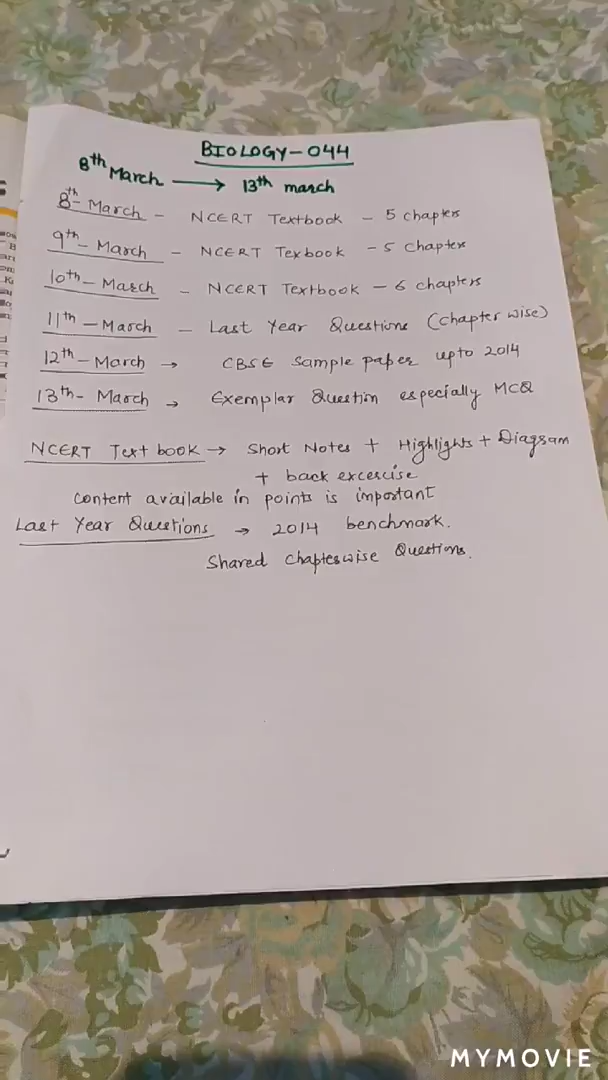 BIOLOGY-044
8th March → 13th march
8th March - NCERT Textbook - 5 chapters
9th - March - NCERT Texbook - 5 Chapter
10th - March - NCERT Textbook - 6 chapters
11th - March - Last Year Questions (chapter wise)
12th - March → CBSE Sample paper upto 2014
13th - March → Exemplar Question especially MCQ
NCERT Text book → Short Notes + Highlights + Diagram
+ back excercise
content available in points is important
Last Year Questions → 2014 benchmark.
Shared Chapterwise Questions.
MYMOVIE